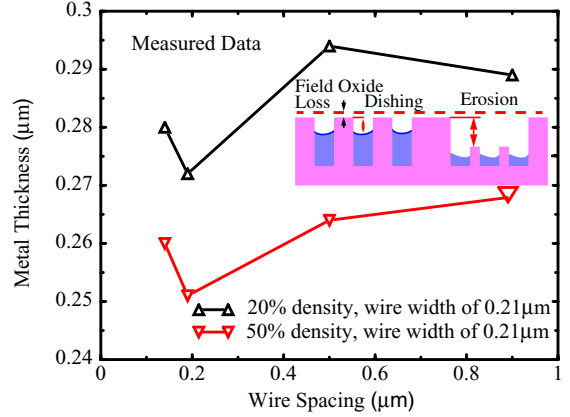 0.3
Measured Data
0.29
Field Oxide
Loss
Dishing
Erosion
0.28
0.27
0.26
0.25
0.24
Metal Thickness (μm)
20% density, wire width of 0.21μm
50% density, wire width of 0.21μm
0
0.2
0.4
0.6
0.8
1
Wire Spacing (μm)